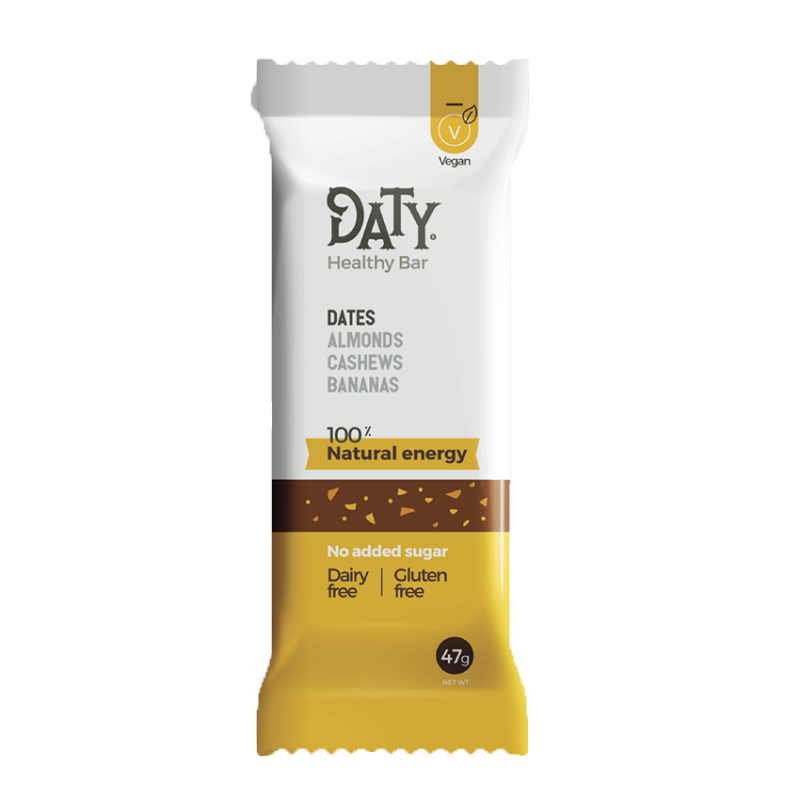 V
Vegan
DATY®
Healthy Bar
DATES
ALMONDS
CASHEWS
BANANAS
100%
Natural energy
No added sugar
Dairy free | Gluten free
47g
NET WT